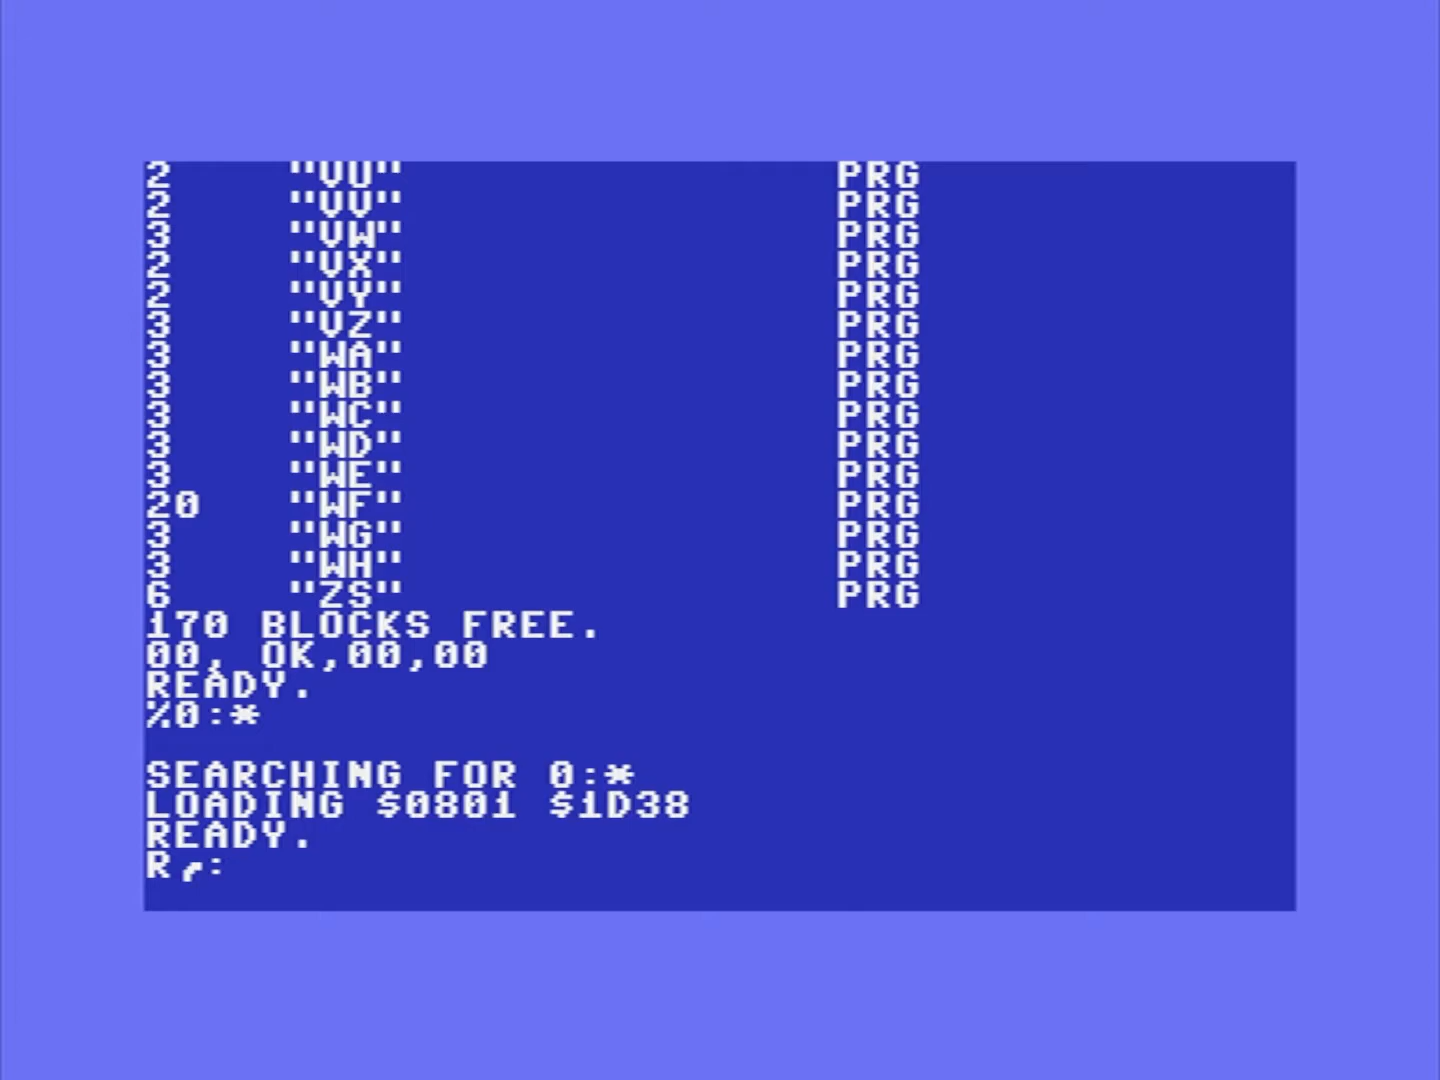 2 "VU" PRG
2 "VV" PRG
3 "VW" PRG
2 "VX" PRG
2 "VY" PRG
3 "VZ" PRG
3 "WA" PRG
3 "WB" PRG
3 "WC" PRG
3 "WD" PRG
3 "WE" PRG
20 "WF" PRG
3 "WG" PRG
3 "WH" PRG
6 "ZS" PRG
170 BLOCKS FREE.
00, OK,00,00
READY.
%0:*
SEARCHING FOR 0:*
LOADING $0801 $1D38
READY.
R╭: